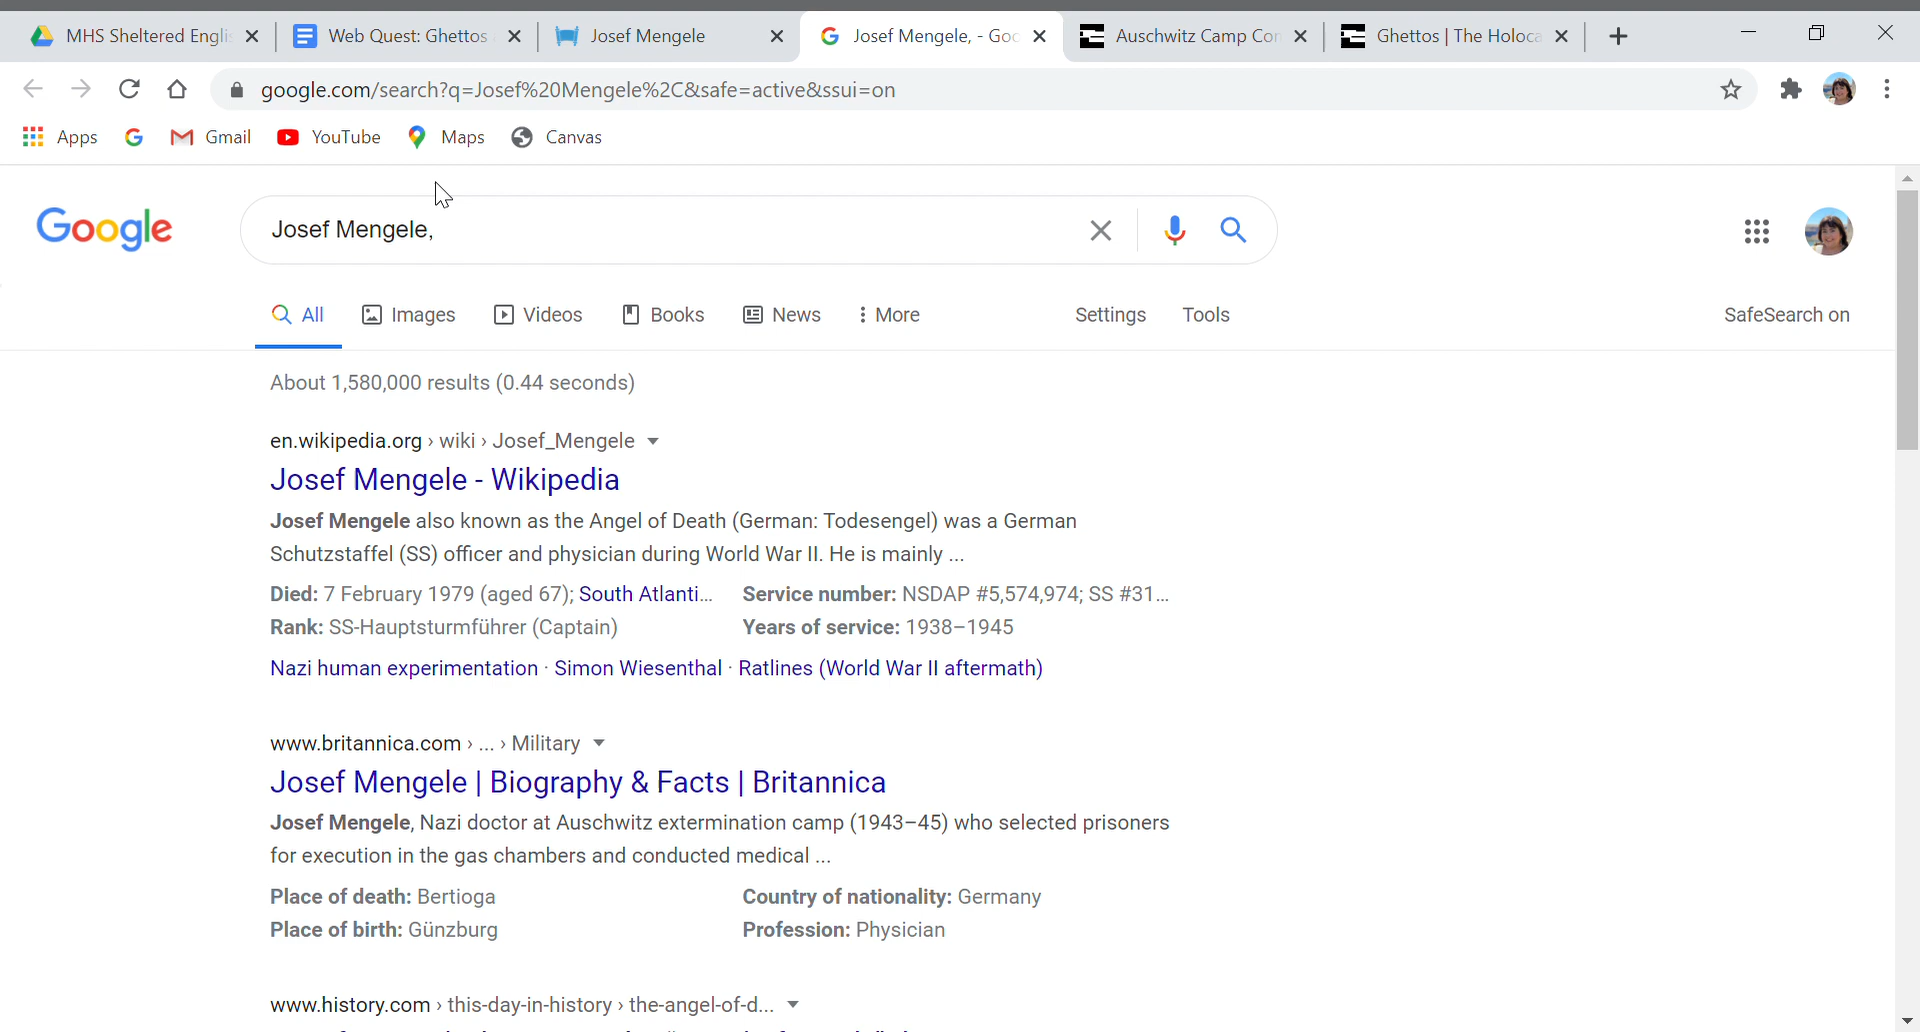 MHS Sheltered Engli
Web Quest: Ghettos
Josef Mengele
Josef Mengele, - Goo
Auschwitz Camp Con
Ghettos | The Holoca
google.com/search?q=Josef%20Mengele%2C&safe=active&ssui=on
Apps
Gmail
YouTube
Maps
Canvas
Google
Josef Mengele,
All
Images
Videos
Books
News
More
Settings
Tools
SafeSearch on
About 1,580,000 results (0.44 seconds)
en.wikipedia.org › wiki › Josef_Mengele
Josef Mengele - Wikipedia
Josef Mengele also known as the Angel of Death (German: Todesengel) was a German
Schutzstaffel (SS) officer and physician during World War II. He is mainly ...
Died: 7 February 1979 (aged 67); South Atlanti...
Service number: NSDAP #5,574,974; SS #31...
Rank: SS-Hauptsturmführer (Captain)
Years of service: 1938–1945
Nazi human experimentation · Simon Wiesenthal · Ratlines (World War II aftermath)
www.britannica.com › ... › Military
Josef Mengele | Biography & Facts | Britannica
Josef Mengele, Nazi doctor at Auschwitz extermination camp (1943–45) who selected prisoners
for execution in the gas chambers and conducted medical ...
Place of death: Bertioga
Country of nationality: Germany
Place of birth: Günzburg
Profession: Physician
www.history.com › this-day-in-history › the-angel-of-d...